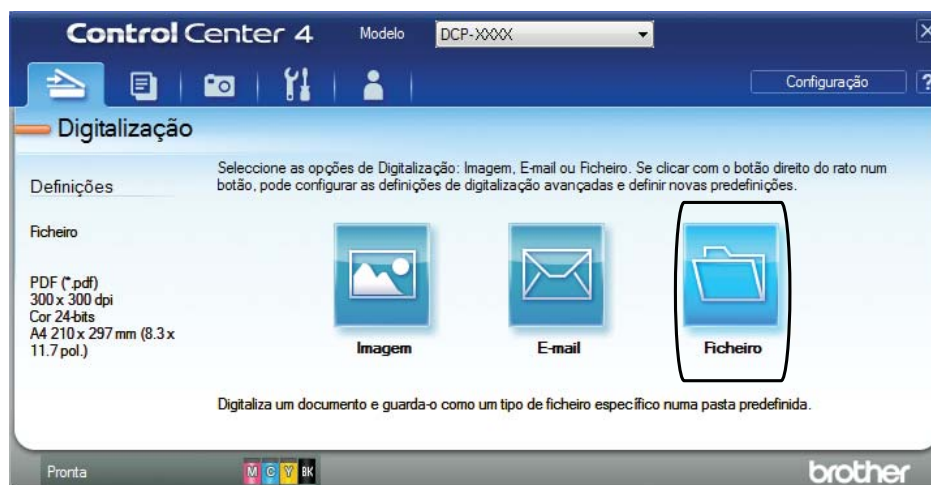 Control Center 4
Modelo
DCP-XXXX
X
Configuração
?
Digitalização
Definições
Ficheiro
PDF (*.pdf)
300 x 300 dpi
Cor 24-bits
A4 210 x 297 mm (8.3 x
11.7 pol.)
Seleccione as opções de Digitalização: Imagem, E-mail ou Ficheiro. Se clicar com o botão direito do rato num
botão, pode configurar as definições de digitalização avançadas e definir novas predefinições.
Imagem
E-mail
Ficheiro
Digitaliza um documento e guarda-o como um tipo de ficheiro específico numa pasta predefinida.
Pronta
M C Y BK
brother